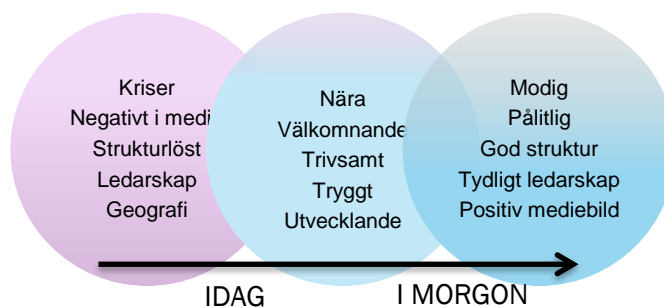 Kriser
Negativt i medi
Strukturlöst
Ledarskap
Geografi
Nära
Välkomnande
Trivsamt
Tryggt
Utvecklande
Modig
Pålitlig
God struktur
Tydligt ledarskap
Positiv mediebild
IDAG
I MORGON